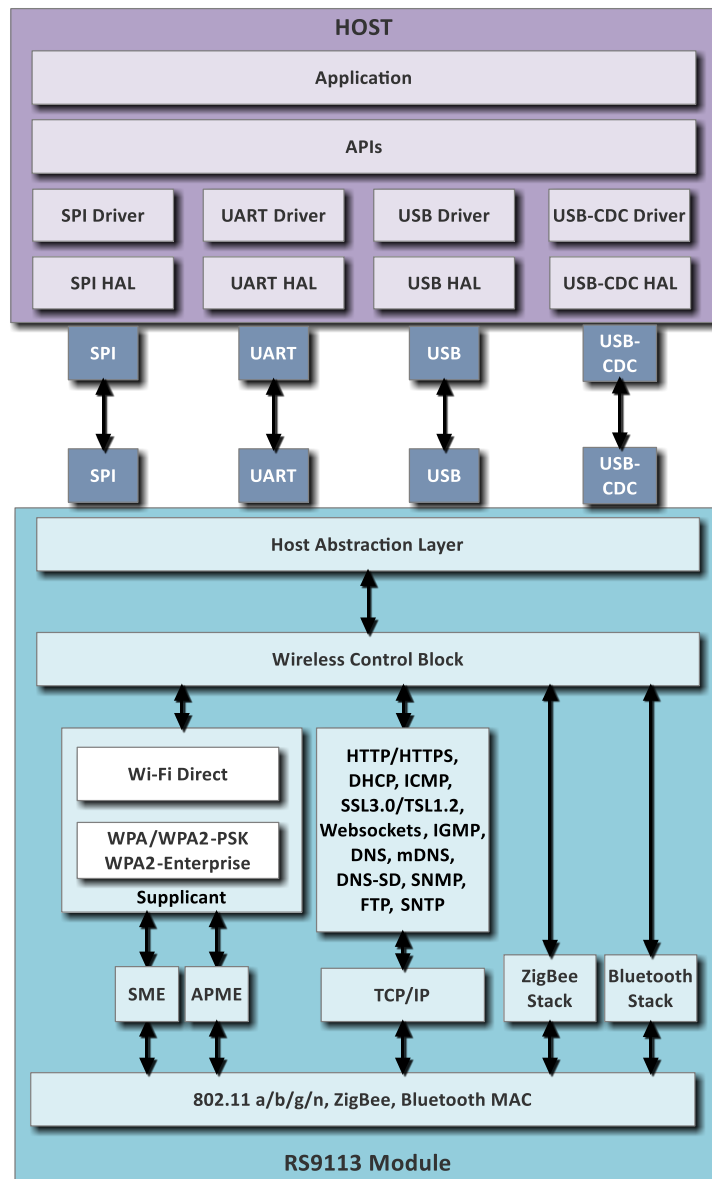 HOST
Application
APIs
SPI Driver
UART Driver
USB Driver
USB-CDC Driver
SPI HAL
UART HAL
USB HAL
USB-CDC HAL
SPI
UART
USB
USB-
CDC
SPI
UART
USB
USB-
CDC
Host Abstraction Layer
Wireless Control Block
Wi-Fi Direct
WPA/WPA2-PSK
WPA2-Enterprise
Supplicant
HTTP/HTTPS,
DHCP, ICMP,
SSL3.0/TSL1.2,
Websockets, IGMP,
DNS, mDNS,
DNS-SD, SNMP,
FTP, SNTP
SME
APME
TCP/IP
ZigBee
Stack
Bluetooth
Stack
802.11 a/b/g/n, ZigBee, Bluetooth MAC
RS9113 Module